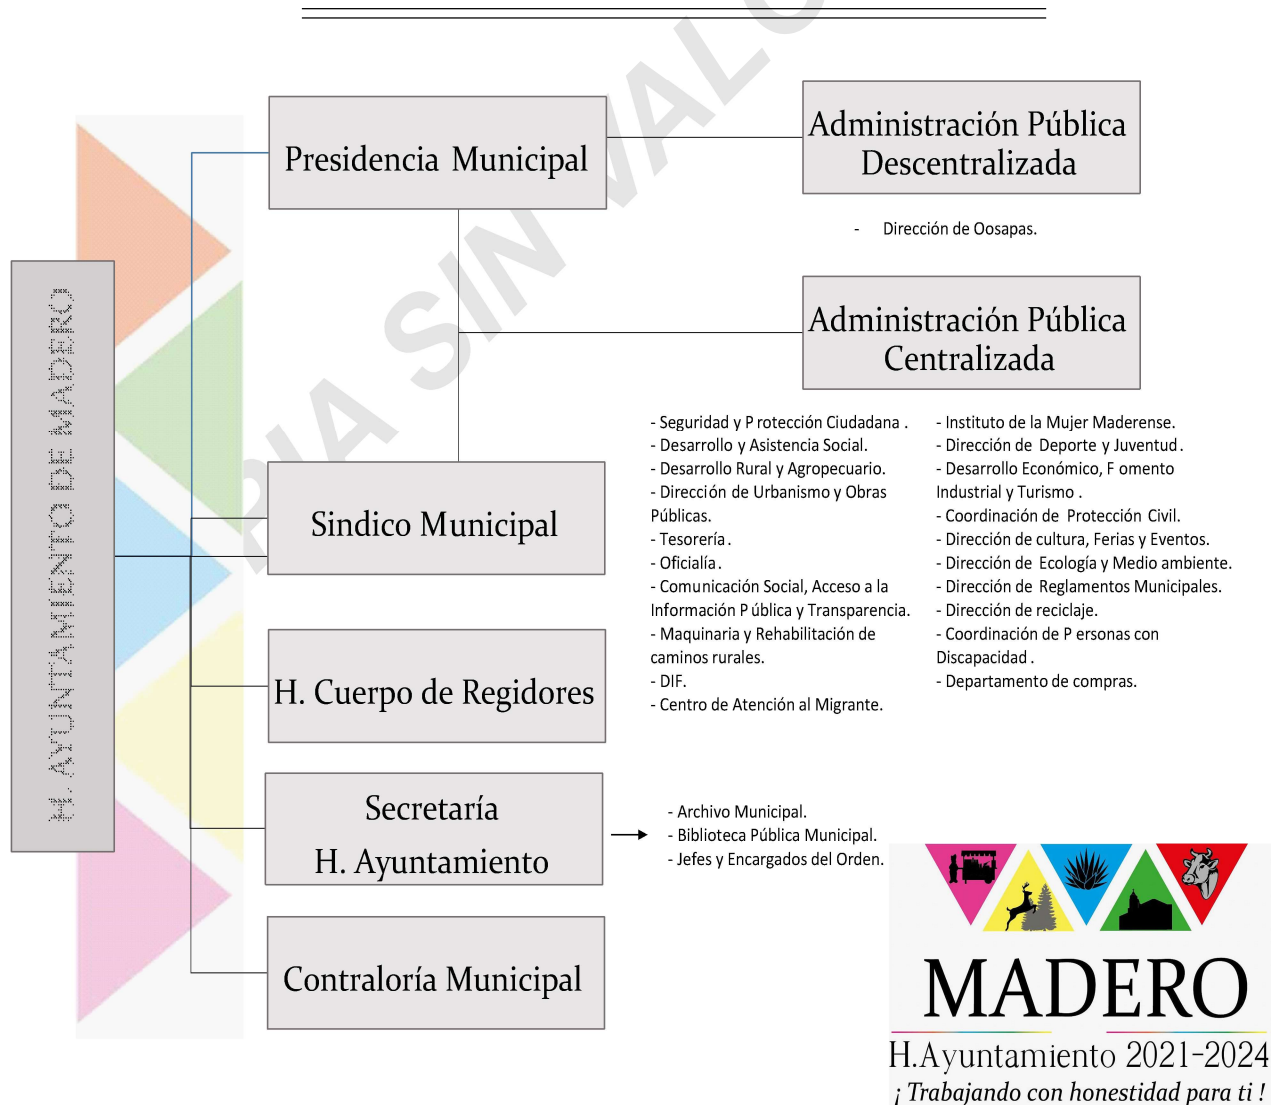 Presidencia Municipal
Administración Pública
Descentralizada
- Dirección de Oosapas.
Administración Pública
Centralizada
- Seguridad y P rotección Ciudadana .
- Desarrollo y Asistencia Social.
- Desarrollo Rural y Agropecuario.
- Dirección de Urbanismo y Obras
Públicas.
- Tesorería.
- Oficialía.
- Comunicación Social, Acceso a la
Información P ública y Transparencia.
- Maquinaria y Rehabilitación de
caminos rurales.
- DIF.
- Centro de Atención al Migrante.
- Instituto de la Mujer Maderense.
- Dirección de Deporte y Juventud.
- Desarrollo Económico, F omento
Industrial y Turismo .
- Coordinación de Protección Civil.
- Dirección de cultura, Ferias y Eventos.
- Dirección de Ecología y Medio ambiente.
- Dirección de Reglamentos Municipales.
- Dirección de reciclaje.
- Coordinación de P ersonas con
Discapacidad .
- Departamento de compras.
H. AYUNTAMIENTO DE MADERO
Sindico Municipal
H. Cuerpo de Regidores
Secretaría
H. Ayuntamiento
- Archivo Municipal.
- Biblioteca Pública Municipal.
- Jefes y Encargados del Orden.
Contraloría Municipal
MADERO
H.Ayuntamiento 2021-2024
¡ Trabajando con honestidad para ti !
SIN